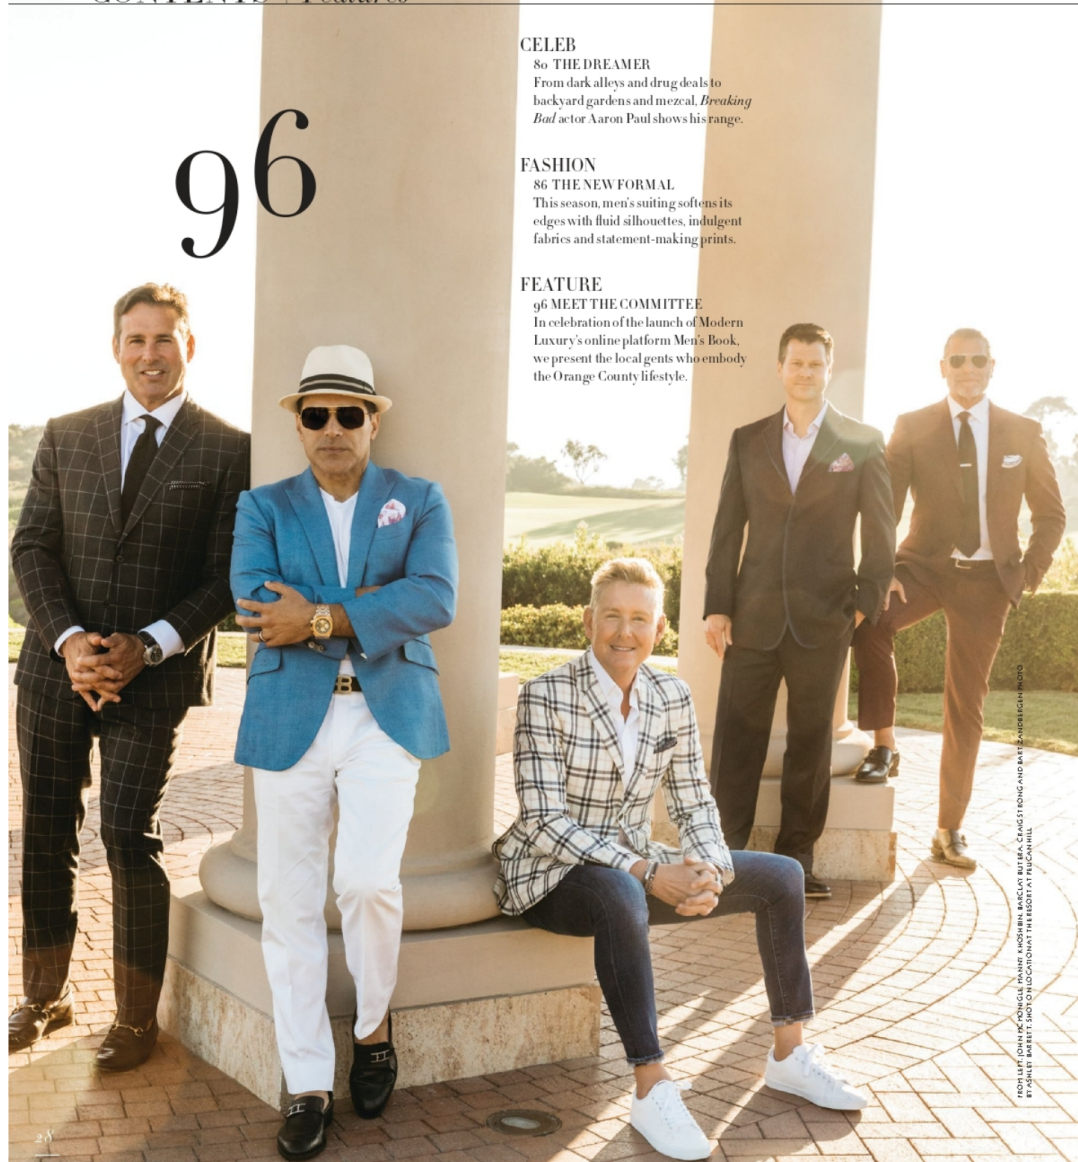 CONTENTS | Features
96
CELEB
80 THE DREAMER
From dark alleys and drug deals to
backyard gardens and mezcal, Breaking
Bad actor Aaron Paul shows his range.
FASHION
86 THE NEW FORMAL
This season, men's suiting softens its
edges with fluid silhouettes, indulgent
fabrics and statement-making prints.
FEATURE
96 MEET THE COMMITTEE
In celebration of the launch of Modern
Luxury's online platform Men's Book,
we present the local gents who embody
the Orange County lifestyle.
FROM LEFT: JOHN MCMONIGLE, MANNY KHOSHBIN, BARCLAY BUTERA, CRAIG STRONG AND BART ZANDBERGEN PHOTO
BY ASHLEY BARRETT. SHOT ON LOCATION AT THE RESORT AT PELICAN HILL
28